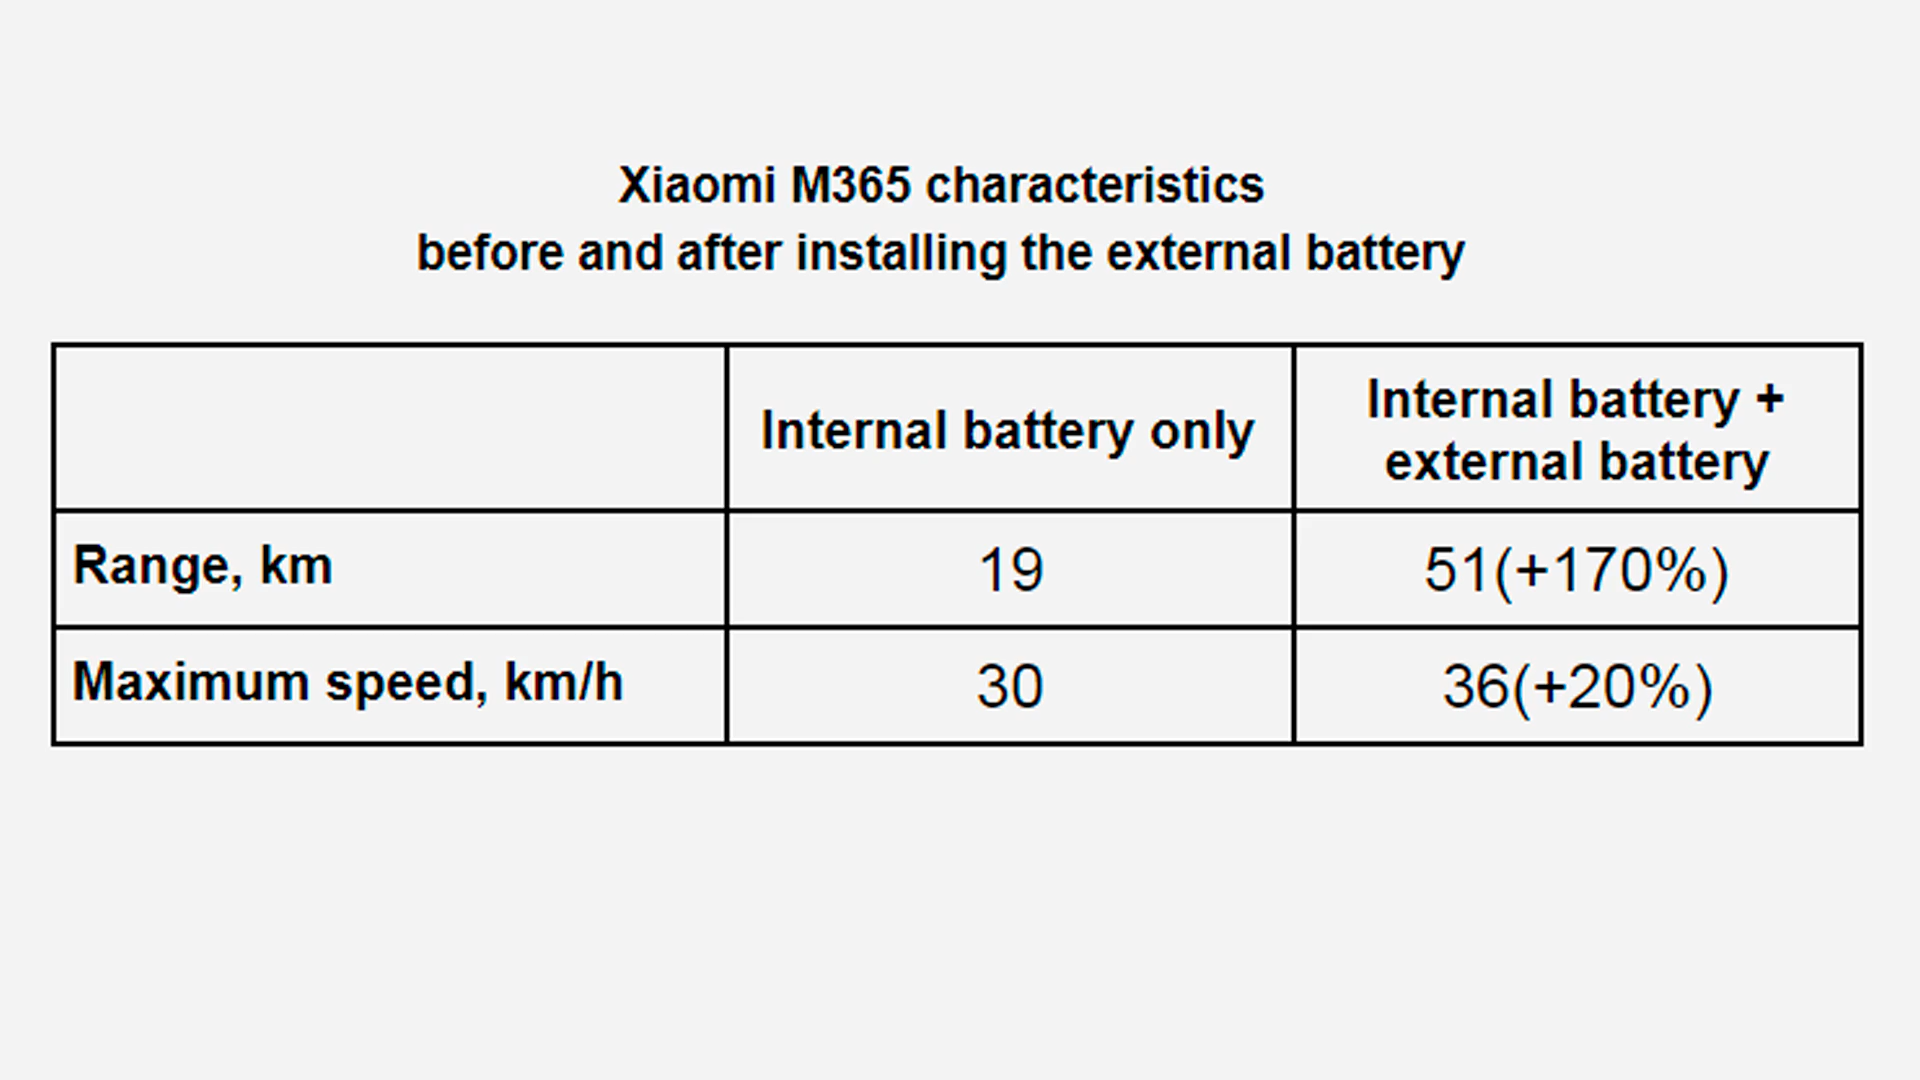 Xiaomi M365 characteristics
before and after installing the external battery
Internal battery only
Internal battery +
external battery
Range, km
19
51(+170%)
Maximum speed, km/h
30
36(+20%)